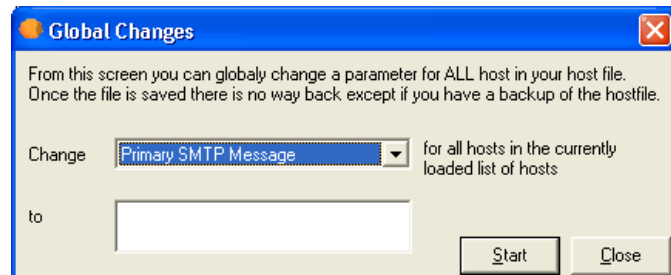 Global Changes
From this screen you can globaly change a parameter for ALL host in your host file.
Once the file is saved there is no way back except if you have a backup of the hostfile.
Change
Primary SMTP Message
for all hosts in the currently
loaded list of hosts
to
Start
Close